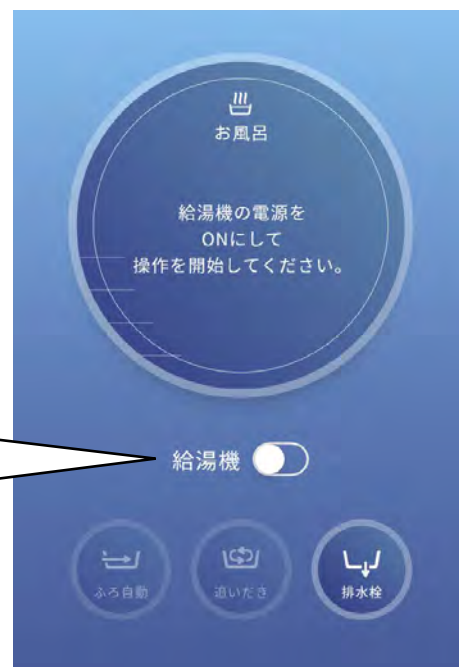 お風呂
給湯機の電源を
ONにして
操作を開始してください。
給湯機
ふろ自動
追いだき
排水栓